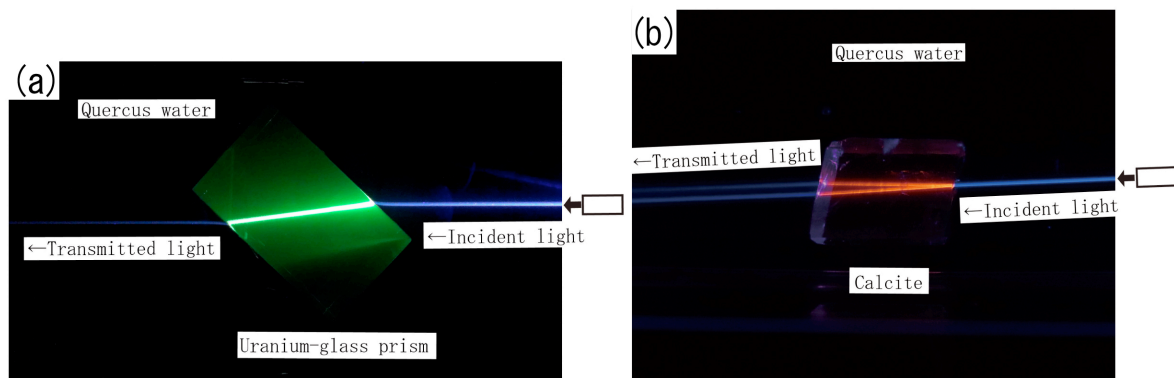 (a)
Quercus water
←Transmitted light
←Incident light
Uranium-glass prism
(b)
Quercus water
←Transmitted light
←Incident light
Calcite